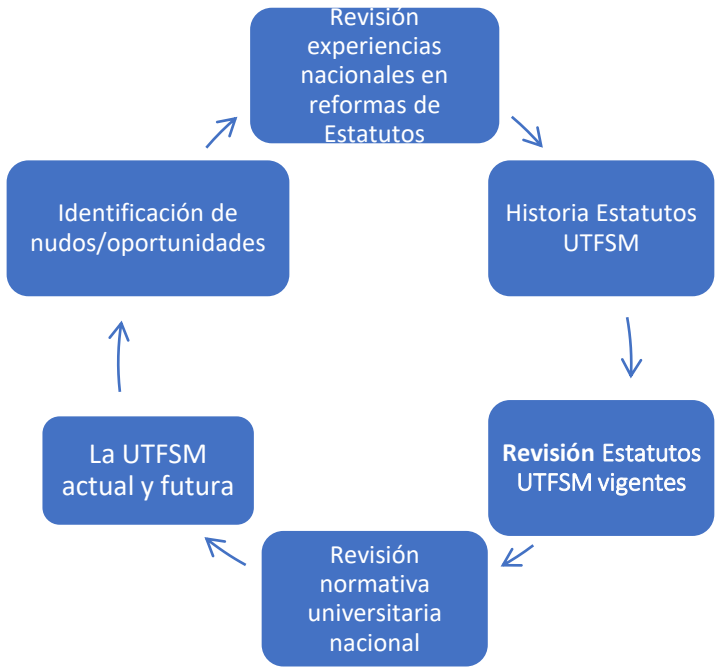 Revisión
experiencias
nacionales en
reformas de
Estatutos
Historia Estatutos
UTFSM
Revisión Estatutos
UTFSM vigentes
Revisión
normativa
universitaria
nacional
La UTFSM
actual y futura
Identificación de
nudos/oportunidades